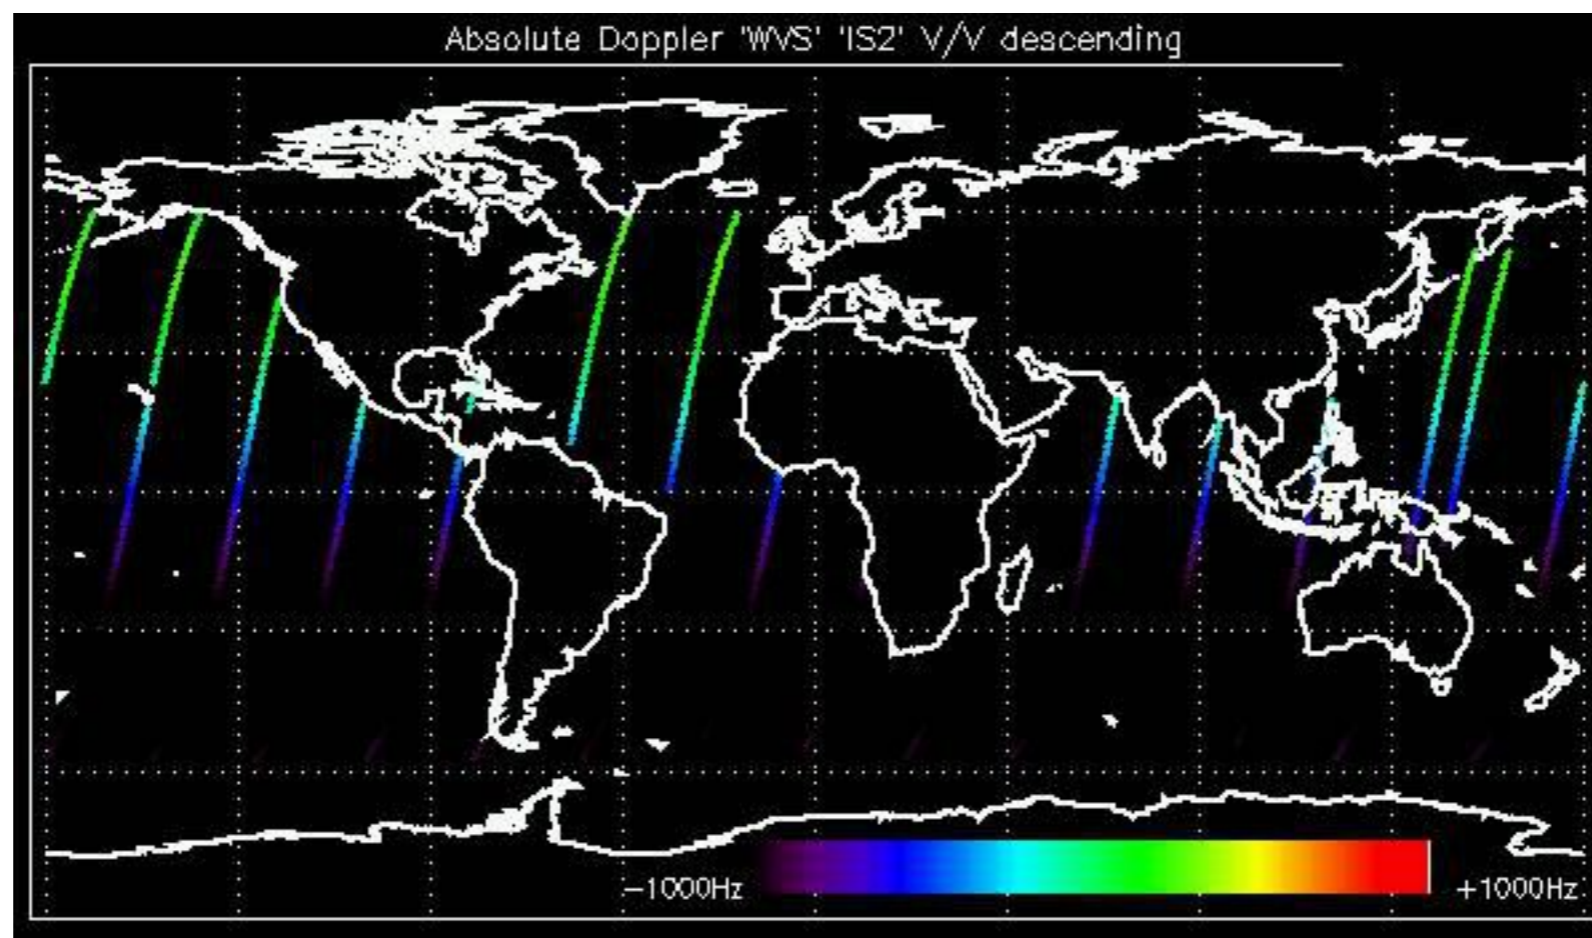 Absolute Doppler 'WVS' 'IS2' V/V descending
-1000Hz +1000Hz